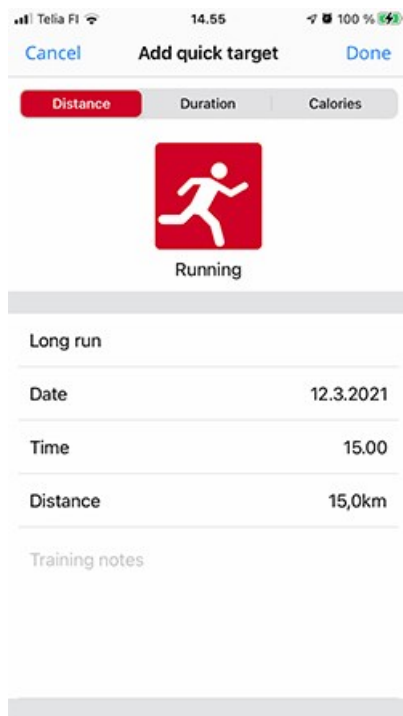 Telia FI 14.55 100 %
Cancel Add quick target Done
Distance Duration Calories
Running
Long run
Date 12.3.2021
Time 15.00
Distance 15,0km
Training notes